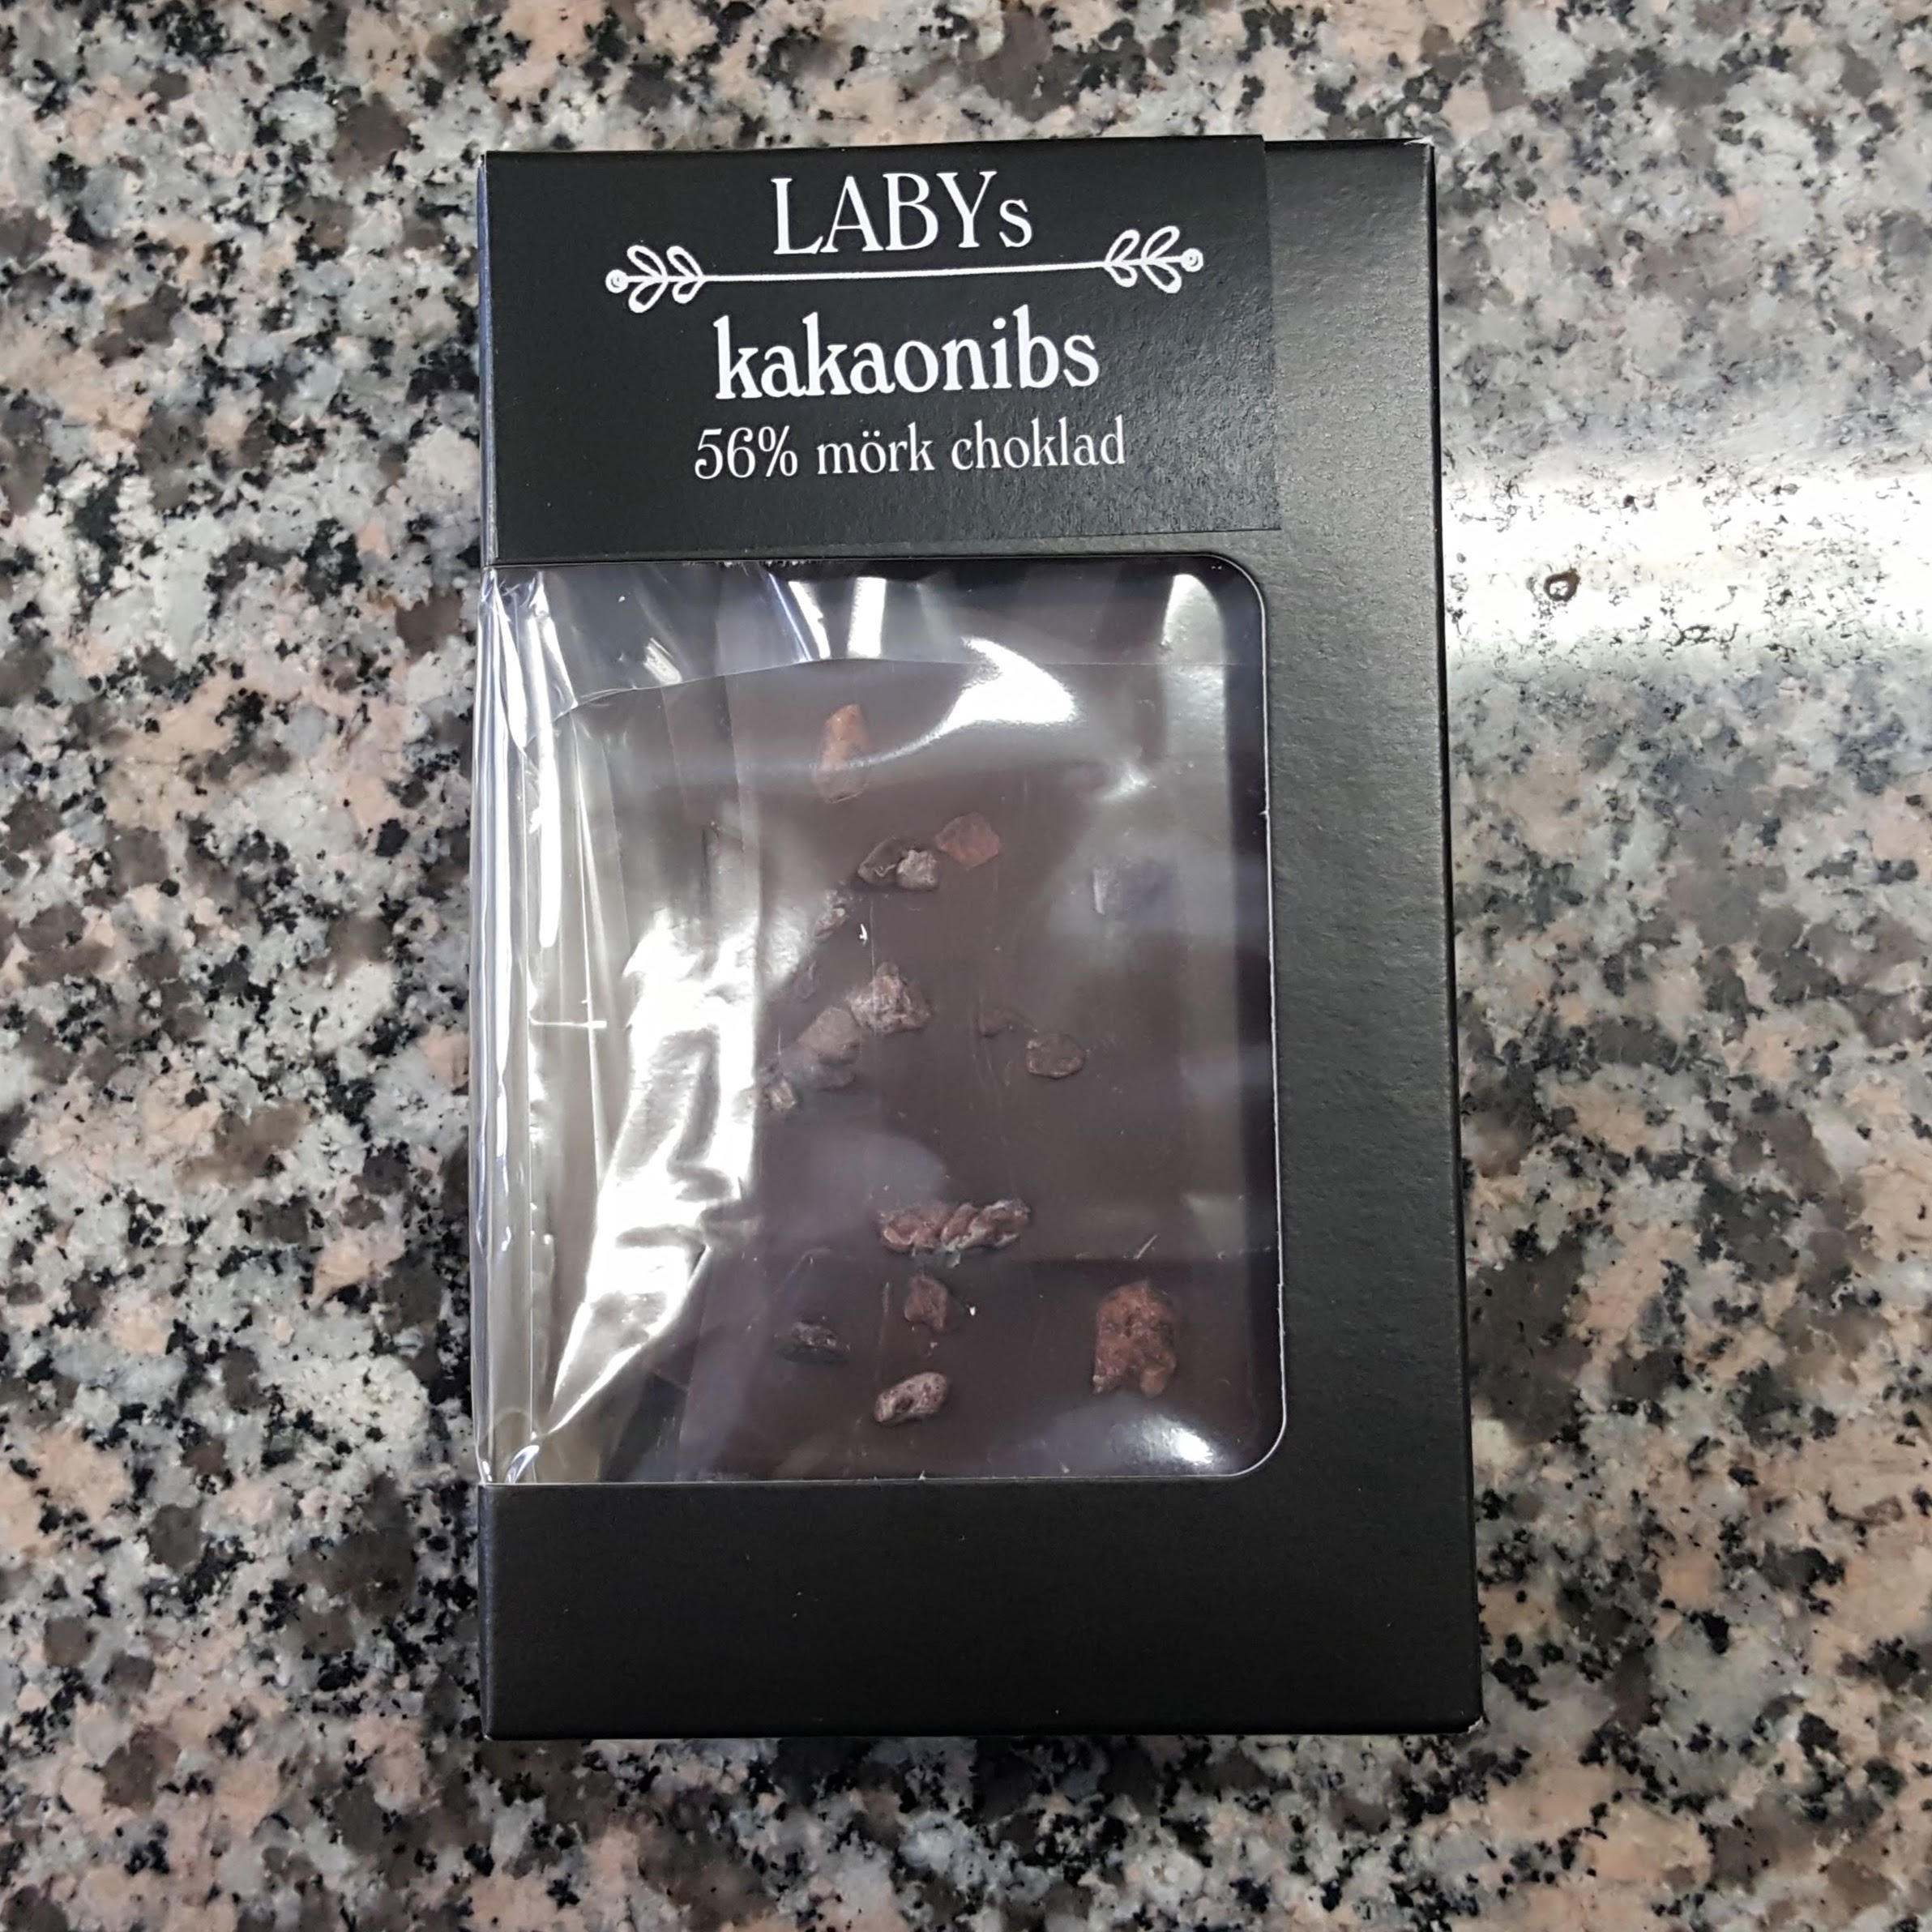 LABYs
kakaonibs
56% mörk choklad